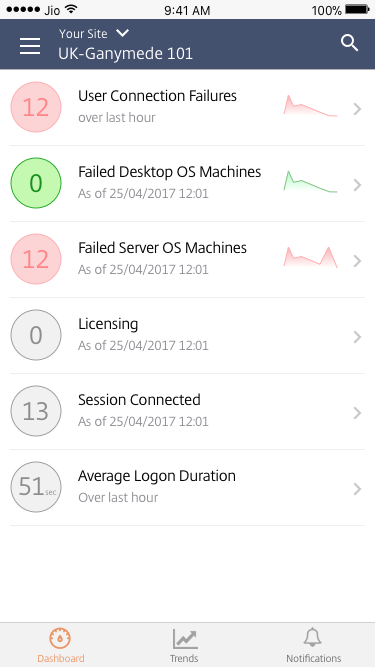 Jio 9:41 AM 100%
Your Site
UK-Ganymede 101
12 User Connection Failures
over last hour
0 Failed Desktop OS Machines
As of 25/04/2017 12:01
12 Failed Server OS Machines
As of 25/04/2017 12:01
0 Licensing
As of 25/04/2017 12:01
13 Session Connected
As of 25/04/2017 12:01
51 sec Average Logon Duration
Over last hour
Dashboard Trends Notifications